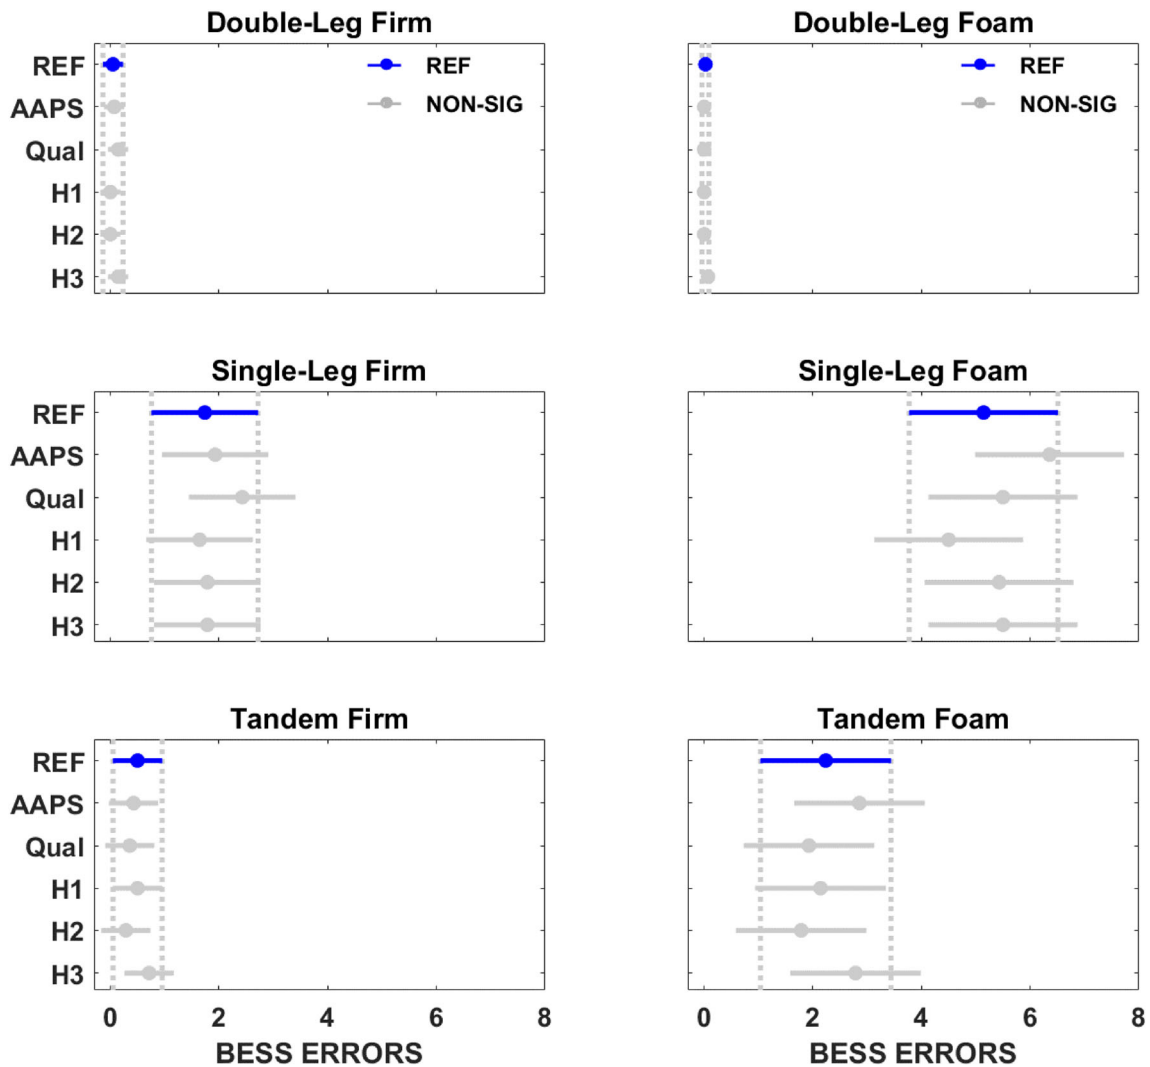 Double-Leg Firm
REF
AAPS
Qual
H1
H2
H3
REF
NON-SIG
Double-Leg Foam
REF
NON-SIG
Single-Leg Firm
REF
AAPS
Qual
H1
H2
H3
Single-Leg Foam
Tandem Firm
REF
AAPS
Qual
H1
H2
H3
0 2 4 6 8
BESS ERRORS
Tandem Foam
0 2 4 6 8
BESS ERRORS